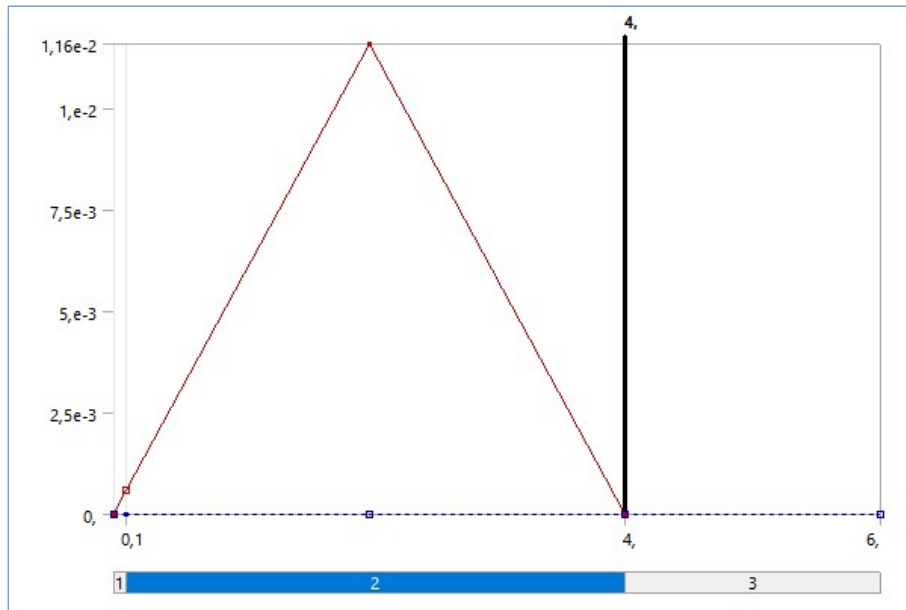 4,
1,16e-2
1,e-2
7,5e-3
5,e-3
2,5e-3
0,
0,1 4, 6,
1 2 3